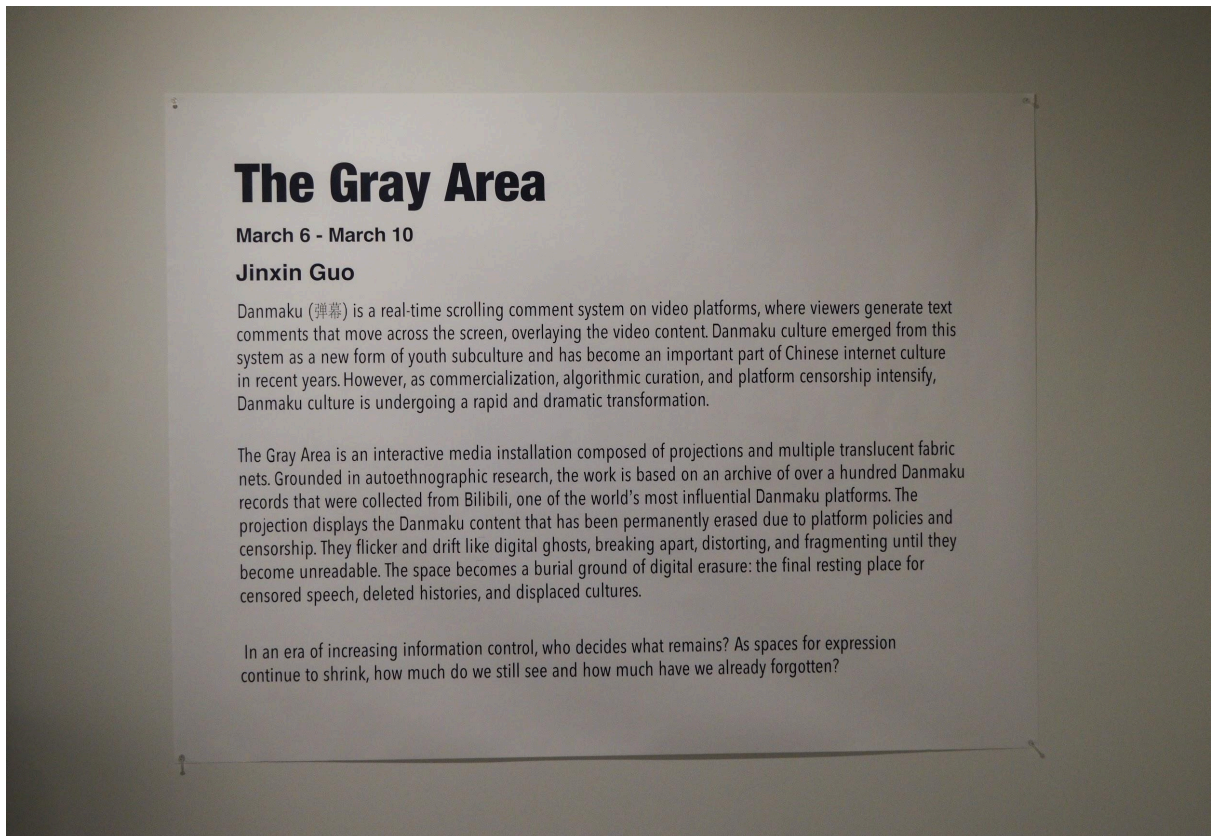 The Gray Area
March 6 - March 10
Jinxin Guo
Danmaku (弹幕) is a real-time scrolling comment system on video platforms, where viewers generate text
comments that move across the screen, overlaying the video content. Danmaku culture emerged from this
system as a new form of youth subculture and has become an important part of Chinese internet culture
in recent years. However, as commercialization, algorithmic curation, and platform censorship intensify,
Danmaku culture is undergoing a rapid and dramatic transformation.
The Gray Area is an interactive media installation composed of projections and multiple translucent fabric
nets. Grounded in autoethnographic research, the work is based on an archive of over a hundred Danmaku
records that were collected from Bilibili, one of the world's most influential Danmaku platforms. The
projection displays the Danmaku content that has been permanently erased due to platform policies and
censorship. They flicker and drift like digital ghosts, breaking apart, distorting, and fragmenting until they
become unreadable. The space becomes a burial ground of digital erasure: the final resting place for
censored speech, deleted histories, and displaced cultures.
In an era of increasing information control, who decides what remains? As spaces for expression
continue to shrink, how much do we still see and how much have we already forgotten?